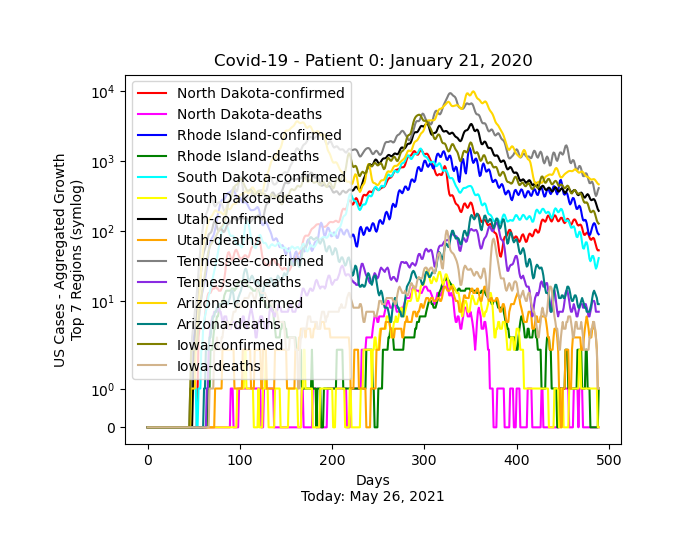 Covid-19 - Patient 0: January 21, 2020
US Cases - Aggregated Growth
Top 7 Regions (symlog)
10^4
10^3
10^2
10^1
10^0
0
North Dakota-confirmed
North Dakota-deaths
Rhode Island-confirmed
Rhode Island-deaths
South Dakota-confirmed
South Dakota-deaths
Utah-confirmed
Utah-deaths
Tennessee-confirmed
Tennessee-deaths
Arizona-confirmed
Arizona-deaths
Iowa-confirmed
Iowa-deaths
0 100 200 300 400 500
Days
Today: May 26, 2021